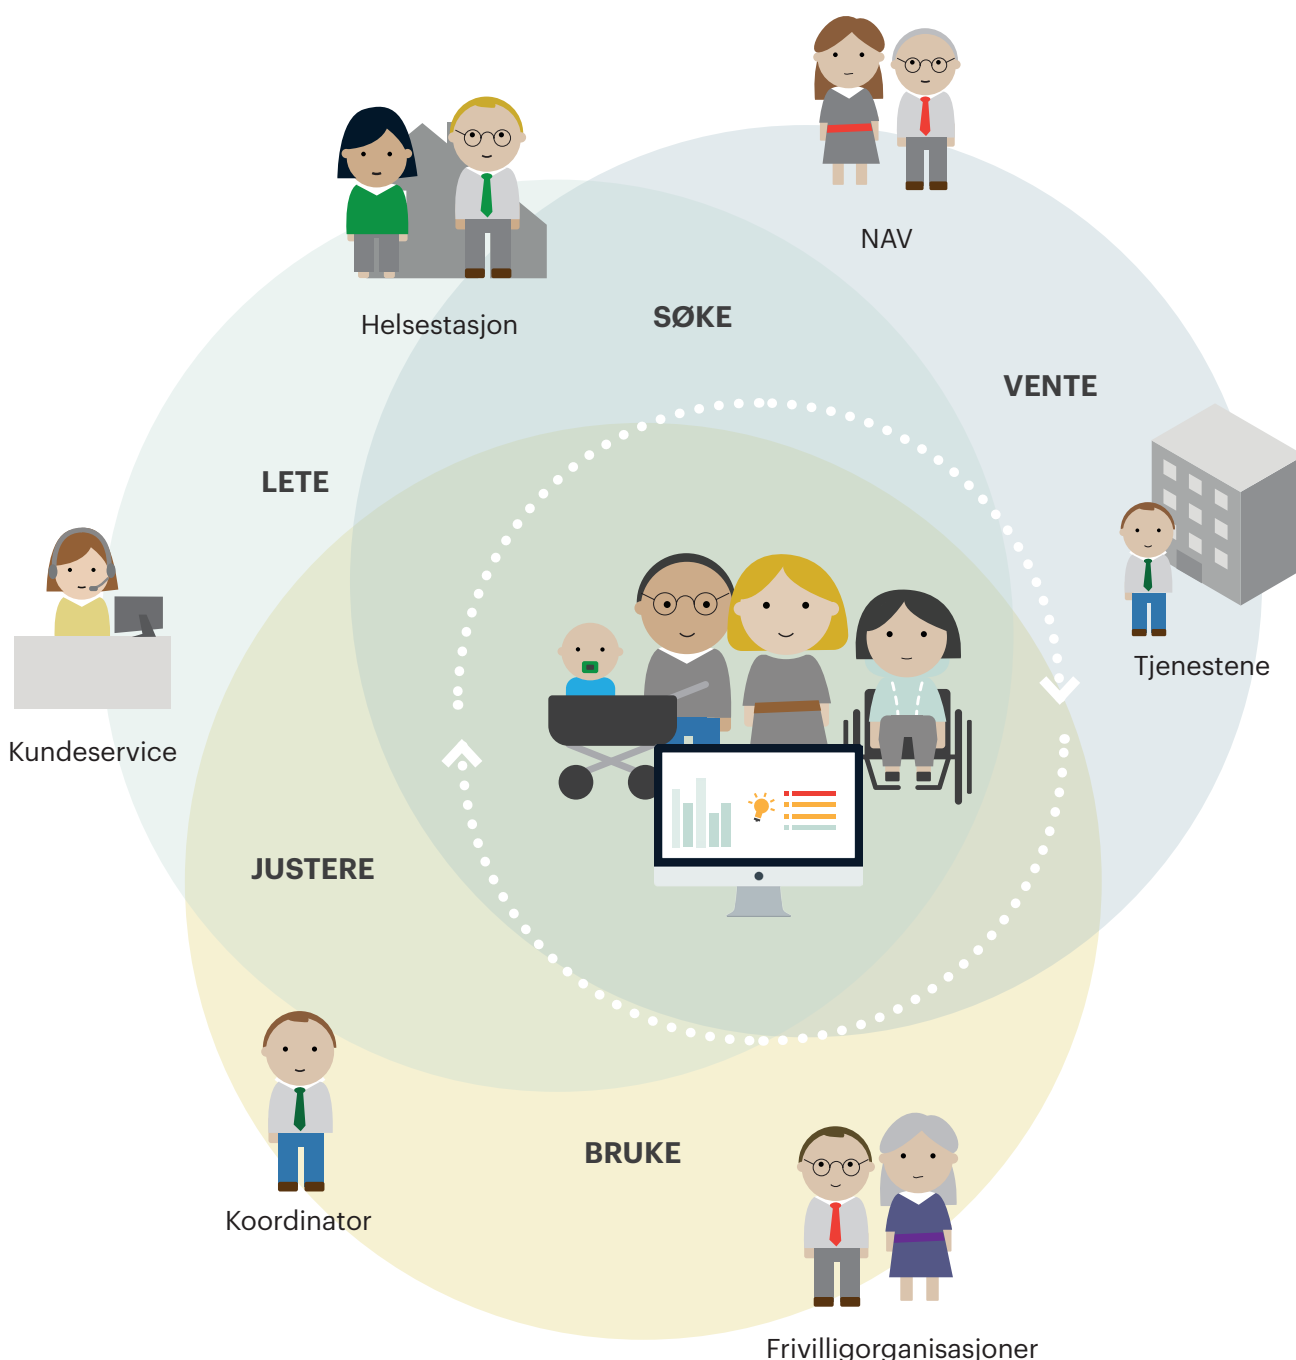 NAV
Helsestasjon
SØKE
VENTE
LETE
Tjenestene
Kundeservice
JUSTERE
BRUKE
Koordinator
Frivilligorganisasjoner